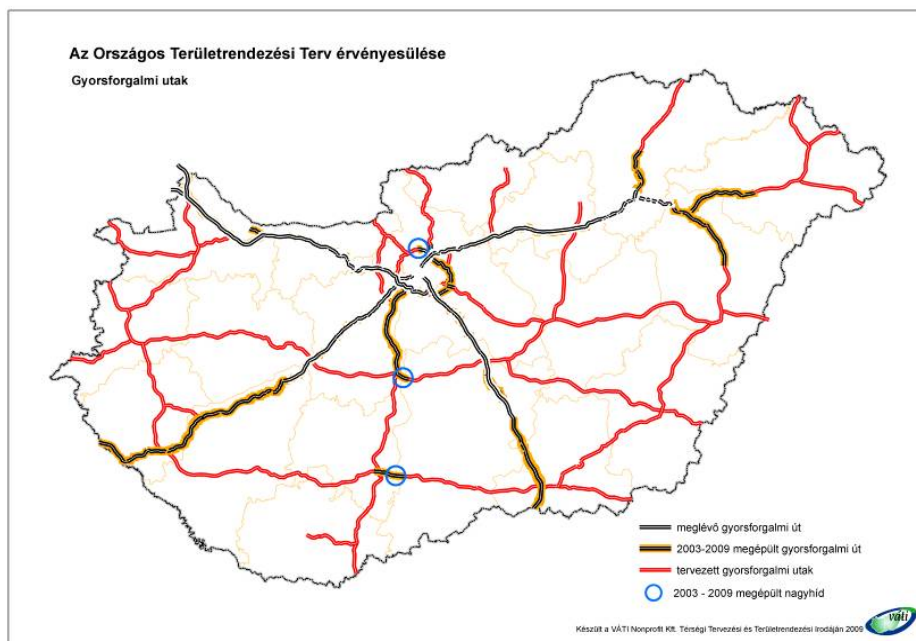 Az Országos Területrendezési Terv érvényesülése
Gyorsforgalmi utak
meglévő gyorsforgalmi út
2003-2009 megépült gyorsforgalmi út
tervezett gyorsforgalmi utak
2003 - 2009 megépült nagyhíd
Készült a VÁTI Nonprofit Kft. Térségi Tervezési és Területrendezési Irodáján 2009
váti